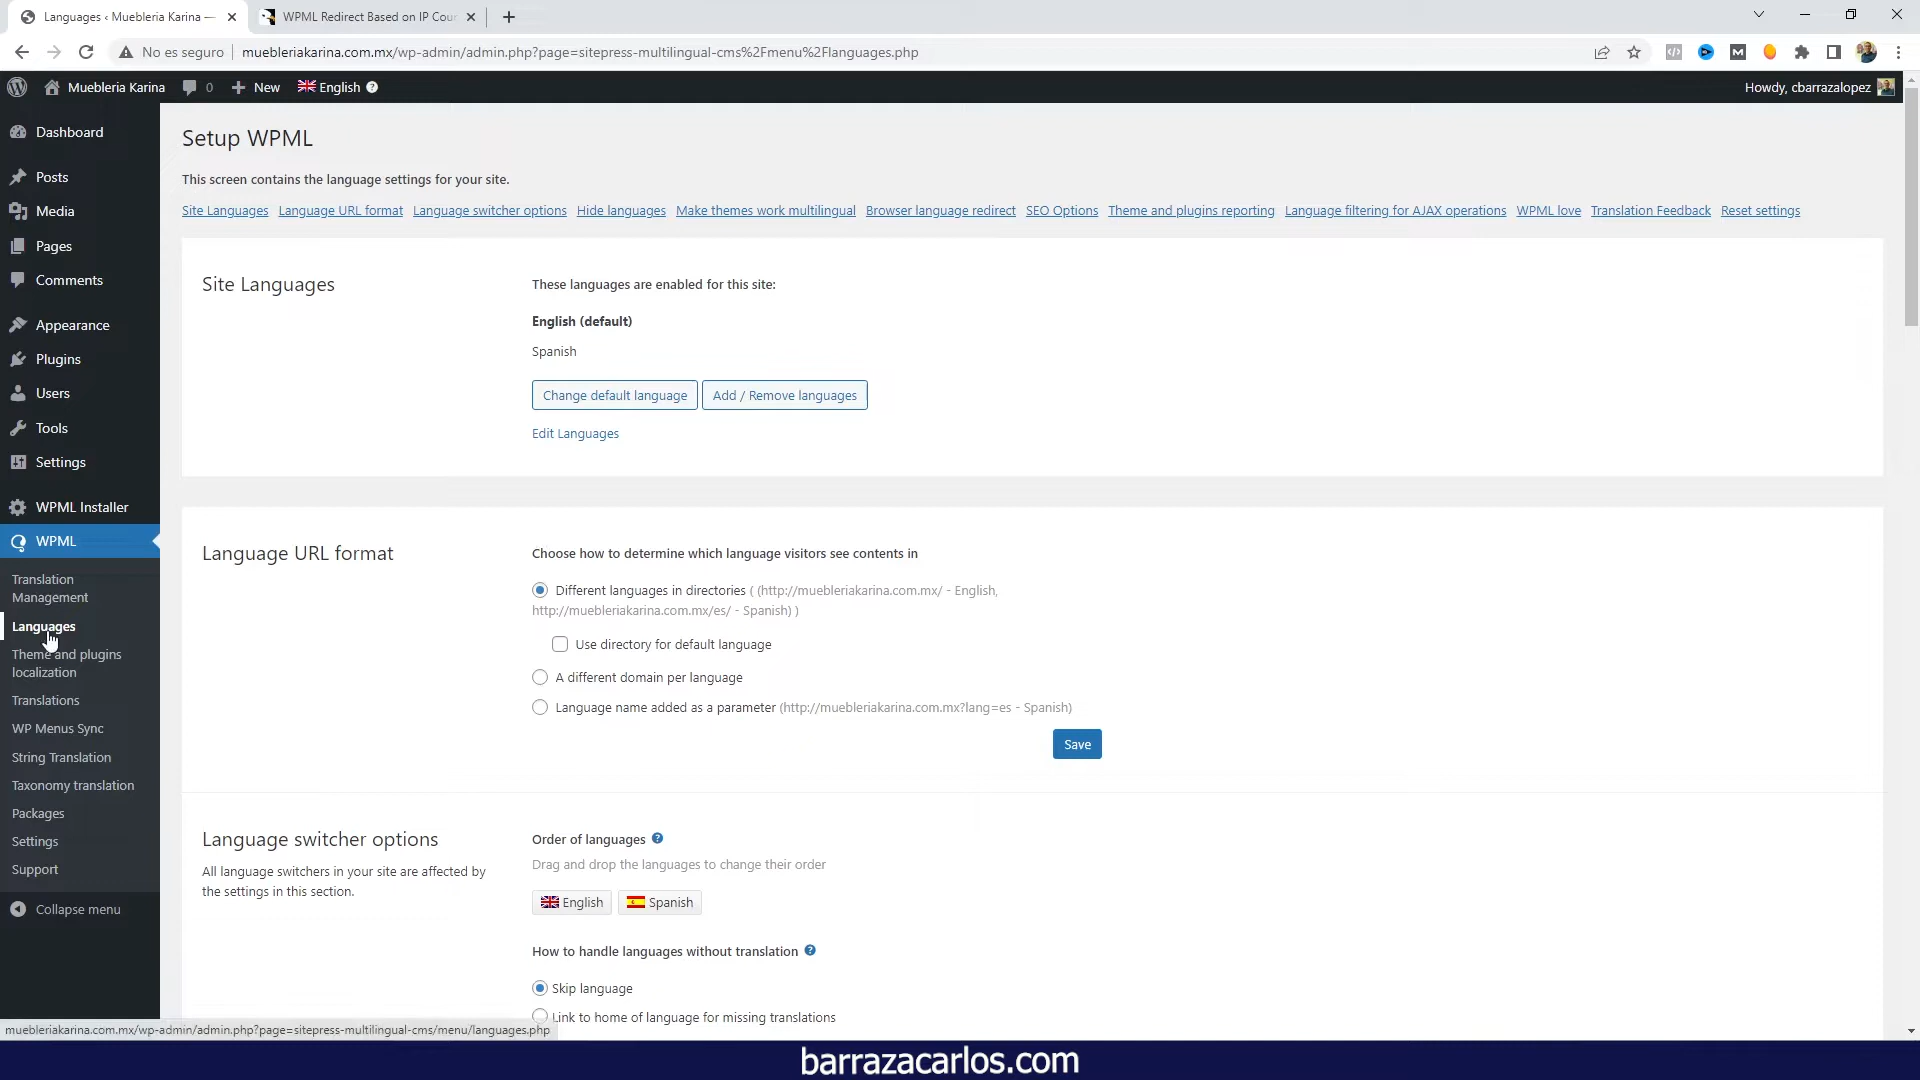 Languages ‹ Muebleria Karina —
WPML Redirect Based on IP Cour
No es seguro
muebleriakarina.com.mx/wp-admin/admin.php?page=sitepress-multilingual-cms%2Fmenu%2Flanguages.php
Muebleria Karina
0
New
English
Howdy, cbarrazalopez
Dashboard
Posts
Media
Pages
Comments
Appearance
Plugins
Users
Tools
Settings
WPML Installer
WPML
Translation
Management
Languages
Theme and plugins
localization
Translations
WP Menus Sync
String Translation
Taxonomy translation
Packages
Settings
Support
Collapse menu
Setup WPML
This screen contains the language settings for your site.
Site Languages Language URL format Language switcher options Hide languages Make themes work multilingual Browser language redirect SEO Options Theme and plugins reporting Language filtering for AJAX operations WPML love Translation Feedback Reset settings
Site Languages
These languages are enabled for this site:
English (default)
Spanish
Change default language
Add / Remove languages
Edit Languages
Language URL format
Choose how to determine which language visitors see contents in
Different languages in directories ( (http://muebleriakarina.com.mx/ - English,
http://muebleriakarina.com.mx/es/ - Spanish) )
Use directory for default language
A different domain per language
Language name added as a parameter (http://muebleriakarina.com.mx?lang=es - Spanish)
Save
Language switcher options
All language switchers in your site are affected by
the settings in this section.
Order of languages
Drag and drop the languages to change their order
English
Spanish
How to handle languages without translation
Skip language
Link to home of language for missing translations
muebleriakarina.com.mx/wp-admin/admin.php?page=sitepress-multilingual-cms/menu/languages.php
barrazacarlos.com